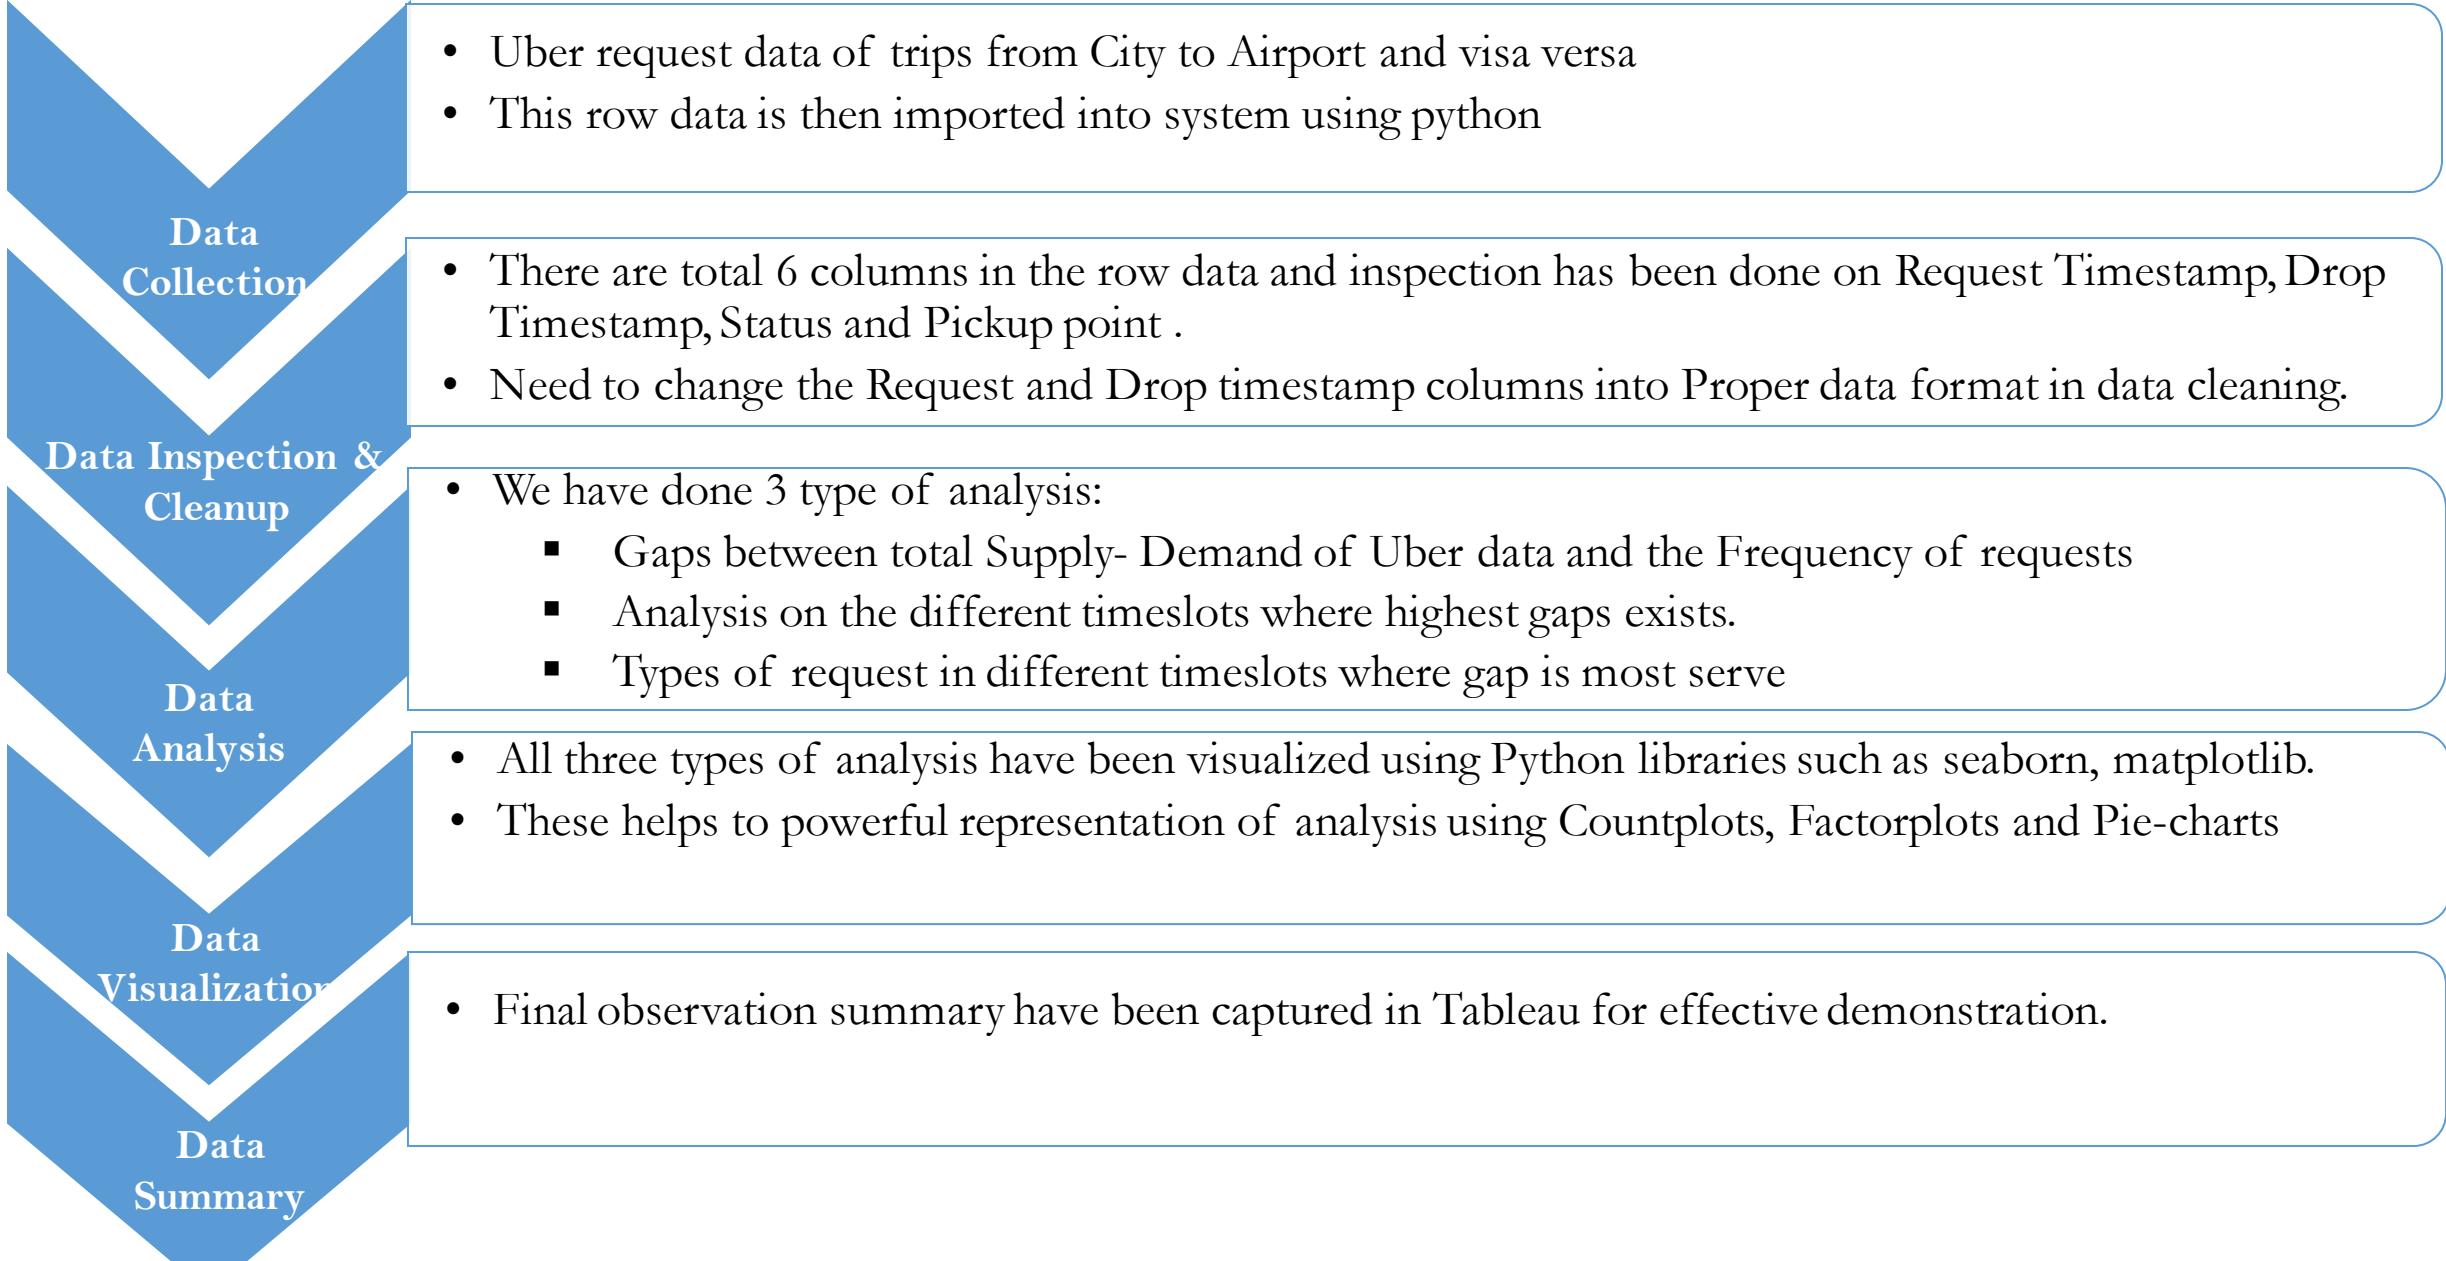 • Uber request data of trips from City to Airport and visa versa
• This row data is then imported into system using python
Data
Collection
• There are total 6 columns in the row data and inspection has been done on Request Timestamp, Drop
Timestamp, Status and Pickup point .
• Need to change the Request and Drop timestamp columns into Proper data format in data cleaning.
Data Inspection &
Cleanup
• We have done 3 type of analysis:
▪ Gaps between total Supply- Demand of Uber data and the Frequency of requests
▪ Analysis on the different timeslots where highest gaps exists.
▪ Types of request in different timeslots where gap is most serve
Data
Analysis
• All three types of analysis have been visualized using Python libraries such as seaborn, matplotlib.
• These helps to powerful representation of analysis using Countplots, Factorplots and Pie-charts
Data
Visualization
• Final observation summary have been captured in Tableau for effective demonstration.
Data
Summary